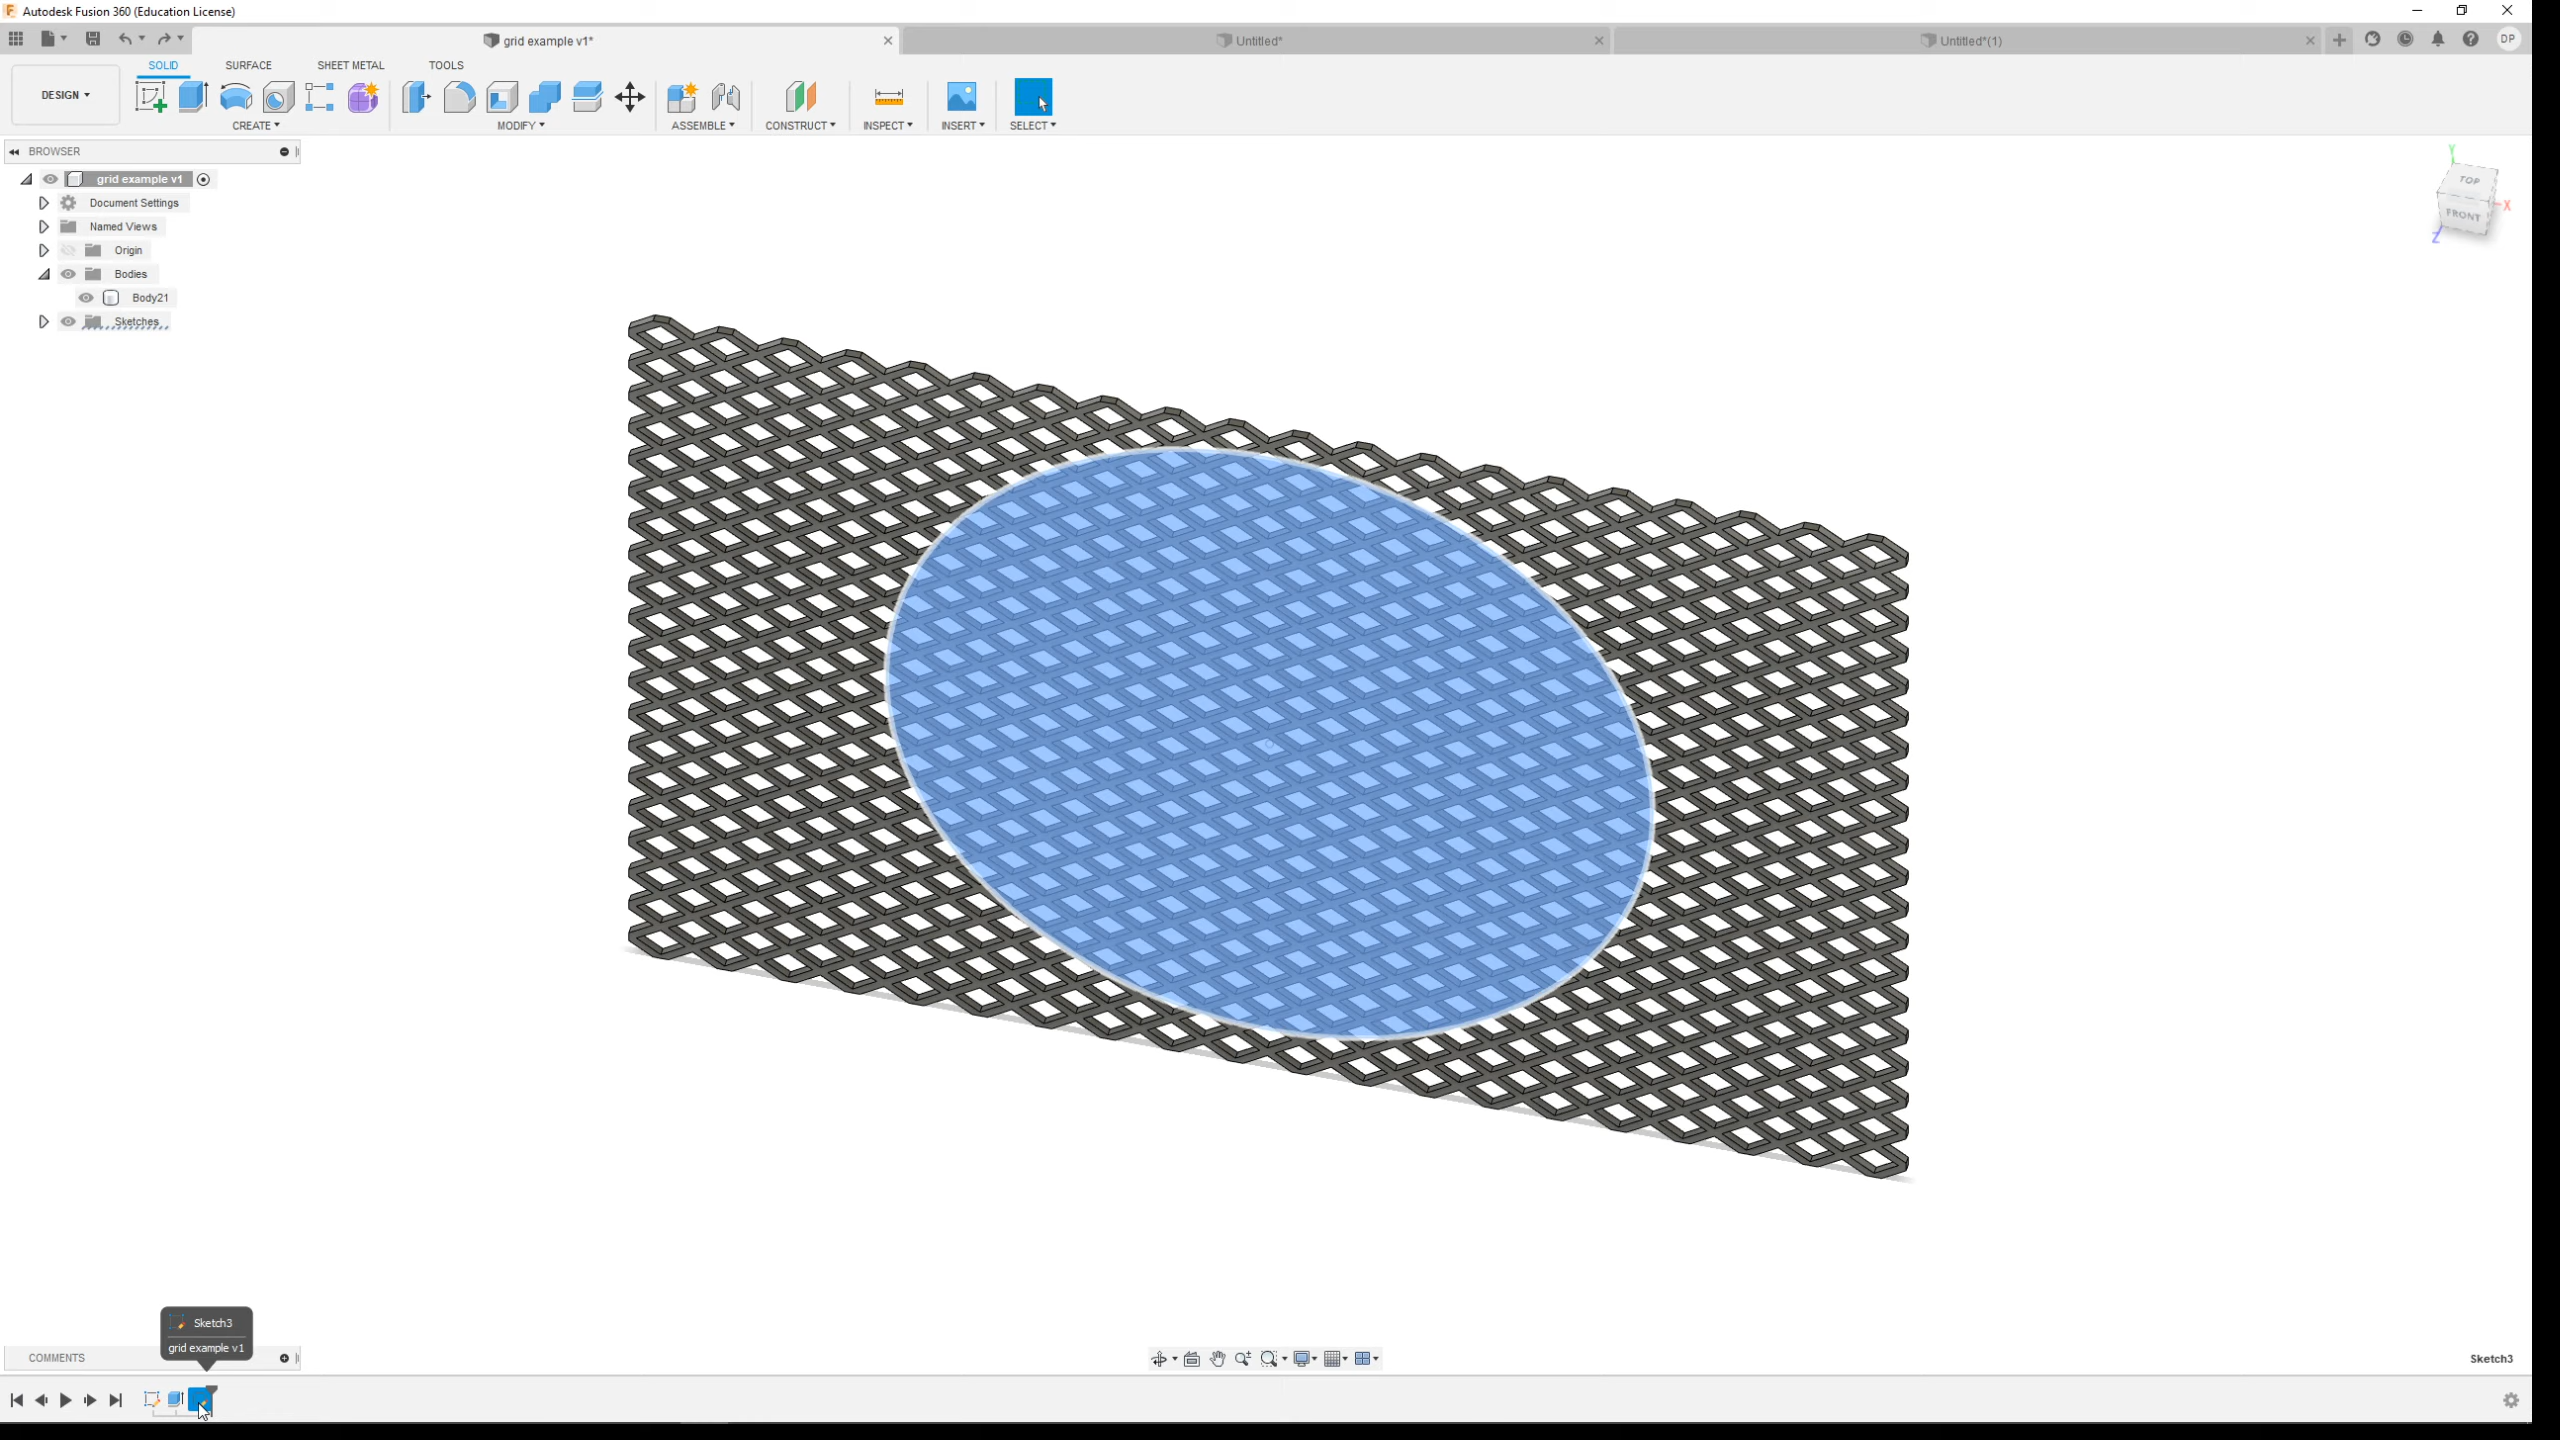 Autodesk Fusion 360 (Education License)
grid example v1*
Untitled*
Untitled*(1)
DP
DESIGN
SOLID
SURFACE
SHEET METAL
TOOLS
CREATE
MODIFY
ASSEMBLE
CONSTRUCT
INSPECT
INSERT
SELECT
BROWSER
grid example v1
Document Settings
Named Views
Origin
Bodies
Body21
Sketches
Y
TOP
X
FRONT
Z
Sketch3
grid example v1
COMMENTS
Sketch3